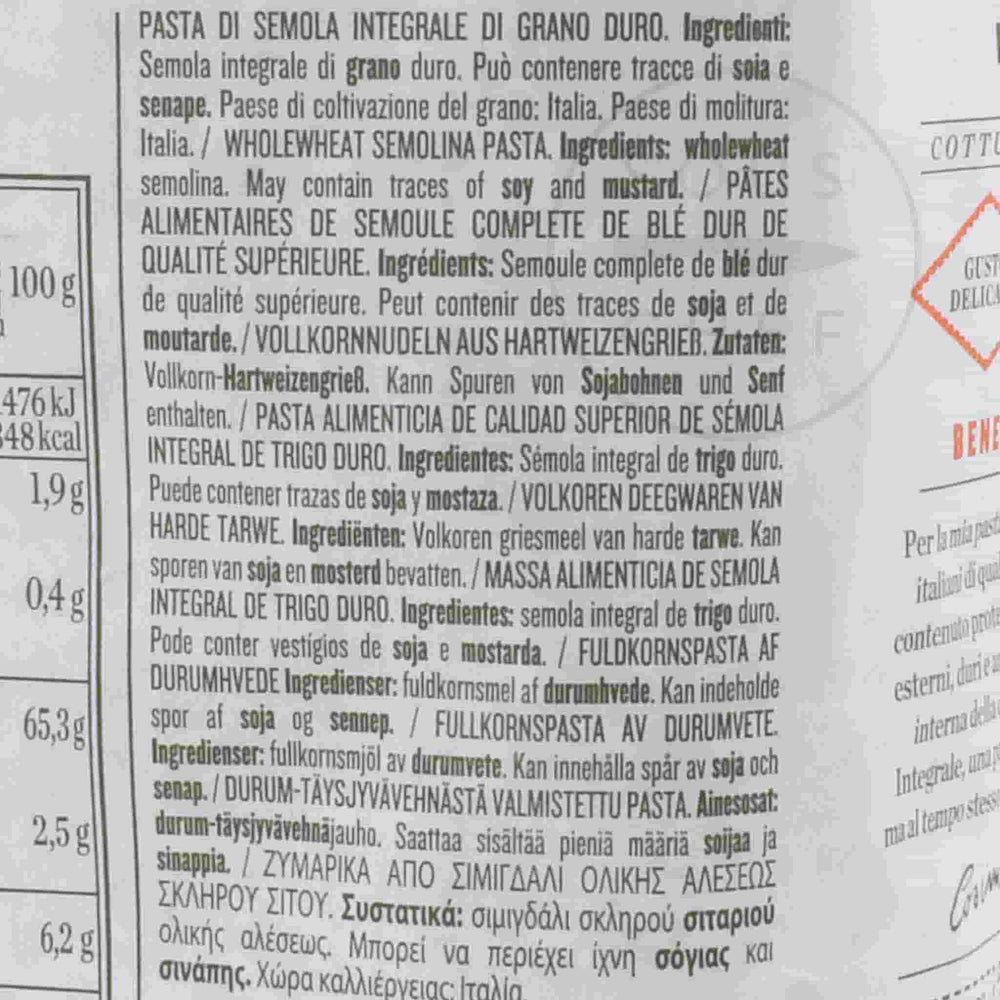 PASTA DI SEMOLA INTEGRALE DI GRANO DURO. Ingredienti:
Semola integrale di grano duro. Può contenere tracce di soia e
senape. Paese di coltivazione del grano: Italia. Paese di molitura:
Italia. / WHOLEWHEAT SEMOLINA PASTA. Ingredients: wholewheat
semolina. May contain traces of soy and mustard. / PÂTES
ALIMENTAIRES DE SEMOULE COMPLETE DE BLÉ DUR DE
QUALITÉ SUPÉRIEURE. Ingrédients: Semoule complete de blé dur
de qualité supérieure. Peut contenir des traces de soja et de
moutarde. / VOLLKORNNUDELN AUS HARTWEIZENGRIEẞ. Zutaten:
Vollkorn-Hartweizengrieß. Kann Spuren von Sojabohnen und Senf
enthalten. / PASTA ALIMENTICIA DE CALIDAD SUPERIOR DE SÉMOLA
INTEGRAL DE TRIGO DURO. Ingredientes: Sémola integral de trigo duro.
Puede contener trazas de soja y mostaza. / VOLKOREN DEEGWAREN VAN
HARDE TARWE. Ingrediënten: Volkoren griesmeel van harde tarwe. Kan
sporen van soja en mosterd bevatten. / MASSA ALIMENTICIA DE SEMOLA
INTEGRAL DE TRIGO DURO. Ingredientes: semola integral de trigo duro.
Pode conter vestígios de soja e mostarda. / FULDKORNSPASTA AF
DURUMHVEDE Ingredienser: fuldkornsmel af durumhvede. Kan indeholde
spor af soja og sennep. / FULLKORNSPASTA AV DURUMVETE.
Ingredienser: fullkornsmjöl av durumvete. Kan innehålla spår av soja och
senap. / DURUM-TÄYSJYVÄVEHNÄSTÄ VALMISTETTU PASTA. Ainesosat:
durum-täysjyvävehnäjauho. Saattaa sisältää pieniä määriä soijaa ja
sinappia. / ΖΥΜΑΡΙΚΑ ΑΠΟ ΣΙΜΙΓΔΑΛΙ ΟΛΙΚΗΣ ΑΛΕΣΕΩΣ
ΣΚΛΗΡΟΥ ΣΙΤΟΥ. Συστατικά: σιμιγδάλι σκληρού σιταριού
ολικής αλέσεως. Μπορεί να περιέχει ίχνη σόγιας και
σινάπης. Χώρα καλλιέργειας: Ιταλία.
100 g
476 kJ
348 kcal
1,9 g
0,4 g
65,3 g
2,5 g
6,2 g
COTTU
GUST
DELICA
BENE
Per la mia past
italiani di qual
contenuto prote
esterni, duri e
interna della
Integrale, una
ma al tempo stess